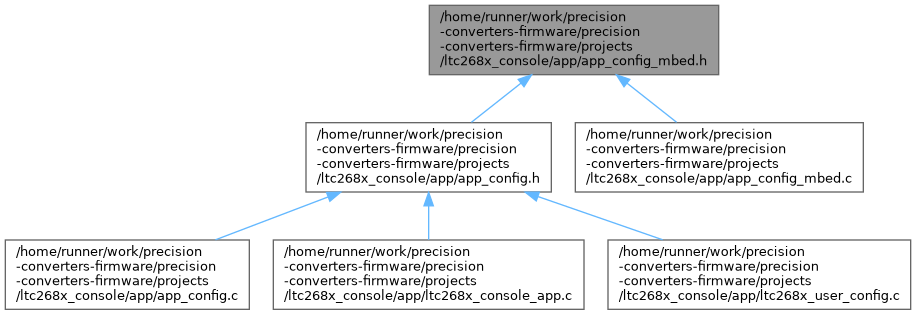 /home/runner/work/precision
-converters-firmware/precision
-converters-firmware/projects
/ltc268x_console/app/app_config_mbed.h
/home/runner/work/precision
-converters-firmware/precision
-converters-firmware/projects
/ltc268x_console/app/app_config.h
/home/runner/work/precision
-converters-firmware/precision
-converters-firmware/projects
/ltc268x_console/app/app_config_mbed.c
/home/runner/work/precision
-converters-firmware/precision
-converters-firmware/projects
/ltc268x_console/app/app_config.c
/home/runner/work/precision
-converters-firmware/precision
-converters-firmware/projects
/ltc268x_console/app/ltc268x_console_app.c
/home/runner/work/precision
-converters-firmware/precision
-converters-firmware/projects
/ltc268x_console/app/ltc268x_user_config.c